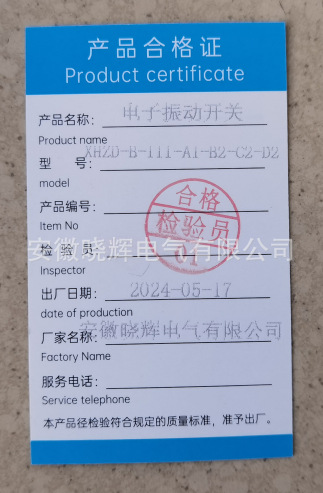 产品合格证
Product certificate
产品名称： 电子振动开关
Product name
型 号： XHZD-B-III-A1-B2-C2-D2
model
产品编号：
Item No
合格
检验员
01
检 验 员：
安徽晓辉电气有限公司
Inspector
出厂日期： 2024-05-17
date of production
厂家名称： 安徽晓辉电气有限公司
Factory Name
服务电话：
Service telephone
本产品径检验符合规定的质量标准，准予出厂。